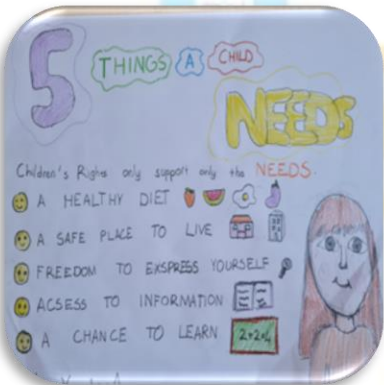 5 THINGS A CHILD
NEEDS
Children's Rights only support only the NEEDS.
A HEALTHY DIET
A SAFE PLACE TO LIVE
FREEDOM TO EKSPRESS YOURSELF
ACSESS TO INFORMATION
A CHANCE TO LEARN 2+2=4